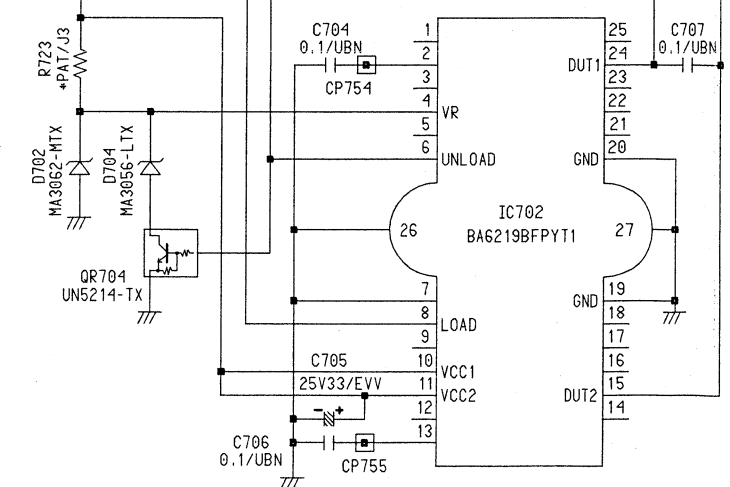 C704
0.1/UBN
CP754
R723
*PAT/J3
D702
MA3062-MTX
D704
MA3056-LTX
QR704
UN5214-TX
C705
25V33/EVV
- +
C706
0.1/UBN
CP755
1
2
3
4 VR
5
6 UNLOAD
26
7
8 LOAD
9
10 VCC1
11 VCC2
12
13
IC702
BA6219BFPYT1
25
DUT1 24
23
22
21
GND 20
27
GND 19
18
17
16
DUT2 15
14
C707
0.1/UBN